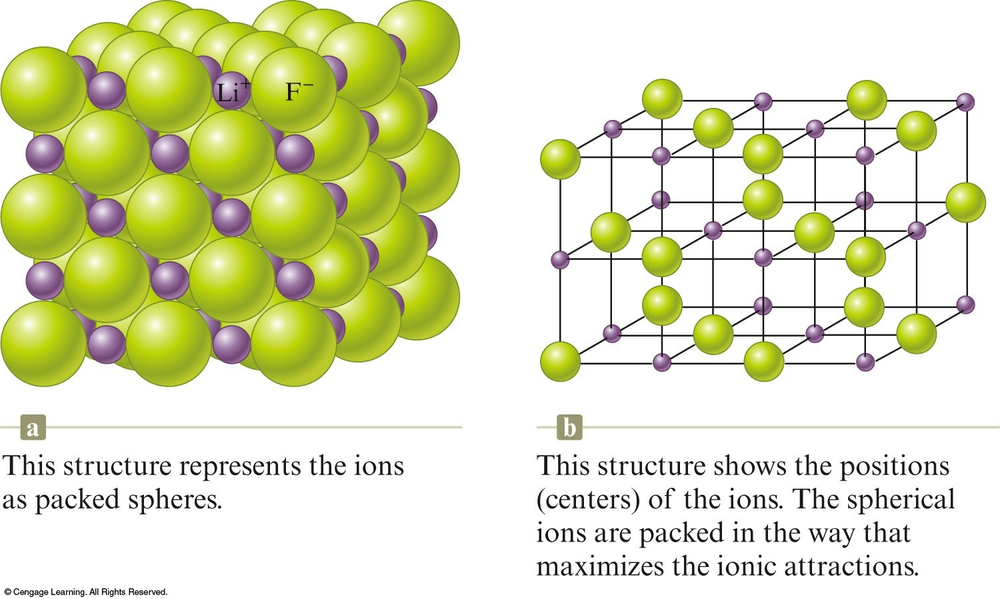 Li⁺ F⁻
a
This structure represents the ions
as packed spheres.
b
This structure shows the positions
(centers) of the ions. The spherical
ions are packed in the way that
maximizes the ionic attractions.
© Cengage Learning. All Rights Reserved.